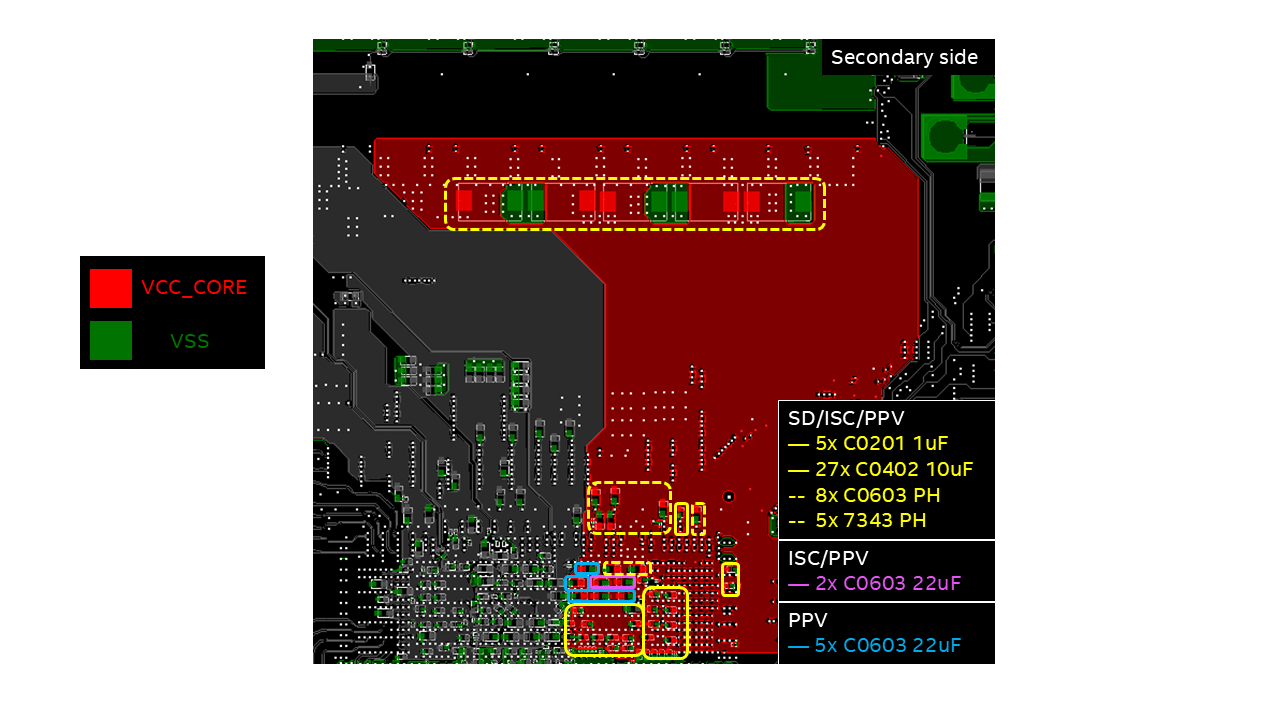 Secondary side
VCC_CORE
VSS
SD/ISC/PPV
— 5x C0201 1uF
— 27x C0402 10uF
-- 8x C0603 PH
-- 5x 7343 PH
ISC/PPV
— 2x C0603 22uF
PPV
— 5x C0603 22uF